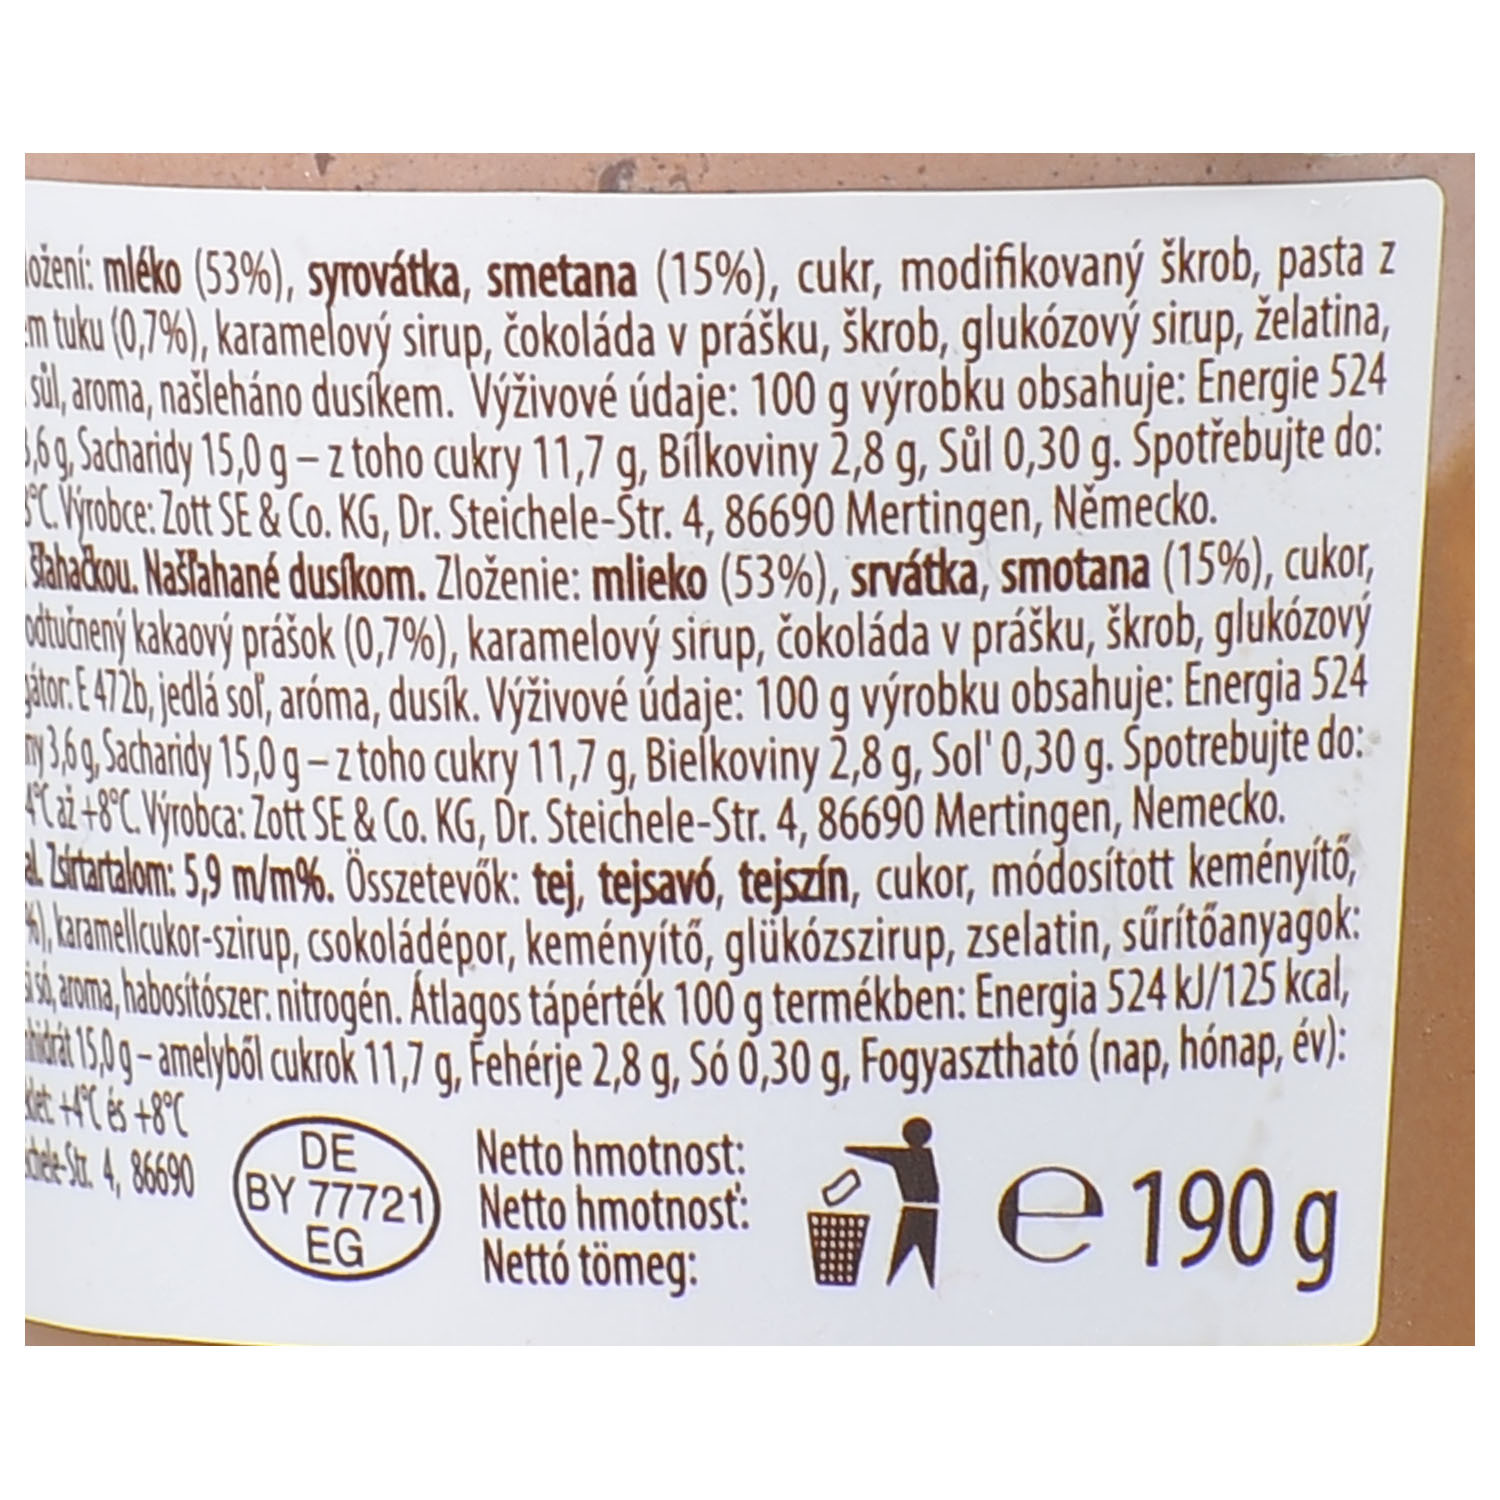 ožení: mléko (53%), syrovátka, smetana (15%), cukr, modifikovaný škrob, pasta z
m tuku (0,7%), karamelový sirup, čokoláda v prášku, škrob, glukózový sirup, želatina,
sůl, aroma, našleháno dusíkem. Výživové údaje: 100 g výrobku obsahuje: Energie 524
3,6 g, Sacharidy 15,0 g – z toho cukry 11,7 g, Bílkoviny 2,8 g, Sůl 0,30 g. Spotřebujte do:
8°C. Výrobce: Zott SE & Co. KG, Dr. Steichele-Str. 4, 86690 Mertingen, Německo.
šľahačkou. Našľahané dusíkom. Zloženie: mlieko (53%), srvátka, smotana (15%), cukor,
odtučnený kakaový prášok (0,7%), karamelový sirup, čokoláda v prášku, škrob, glukózový
gátor: E 472b, jedlá soľ, aróma, dusík. Výživové údaje: 100 g výrobku obsahuje: Energia 524
ny 3,6 g, Sacharidy 15,0 g – z toho cukry 11,7 g, Bielkoviny 2,8 g, Sol' 0,30 g. Spotrebujte do:
4°C až +8°C. Výrobca: Zott SE & Co. KG, Dr. Steichele-Str. 4, 86690 Mertingen, Nemecko.
al. Zsírtartalom: 5,9 m/m%. Összetevők: tej, tejsavó, tejszín, cukor, módosított keményítő,
%), karamellcukor-szirup, csokoládépor, keményítő, glükózszirup, zselatin, sűrítőanyagok:
si só, aroma, habosítószer: nitrogén. Átlagos tápérték 100 g termékben: Energia 524 kJ/125 kcal,
hidrát 15,0 g – amelyből cukrok 11,7 g, Fehérje 2,8 g, Só 0,30 g, Fogyasztható (nap, hónap, év):
klet: +4°C és +8°C
ichele-Str. 4, 86690
DE
BY 77721
EG
Netto hmotnost:
Netto hmotnosť:
Nettó tömeg:
℮ 190 g